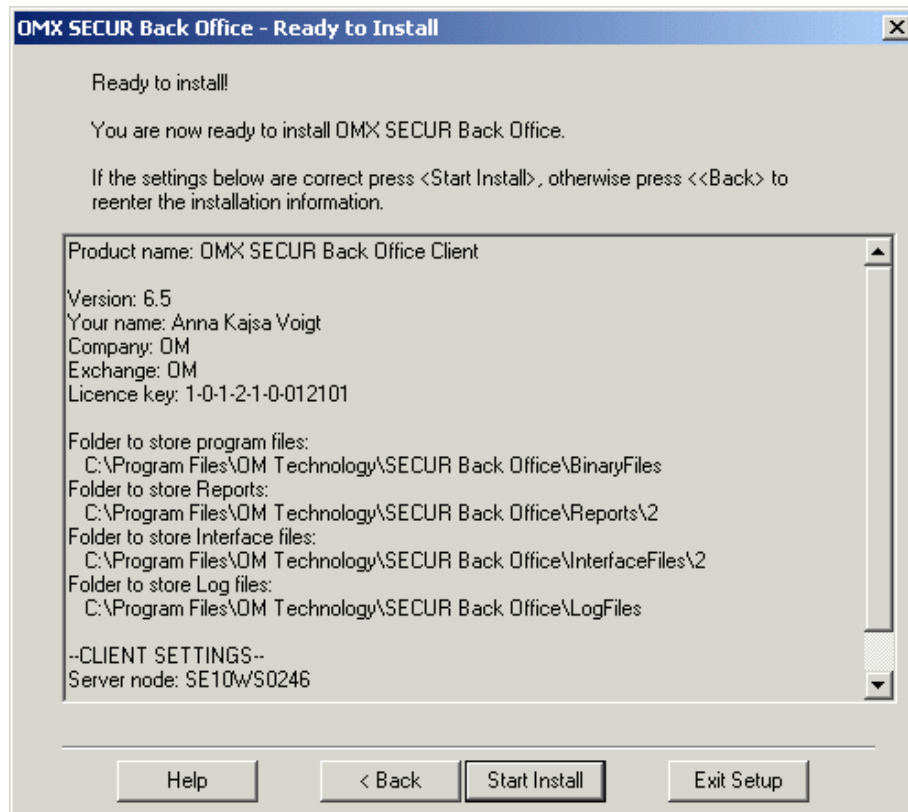 OMX SECUR Back Office - Ready to Install
Ready to install!
You are now ready to install OMX SECUR Back Office.
If the settings below are correct press <Start Install>, otherwise press <<Back> to
reenter the installation information.
Product name: OMX SECUR Back Office Client
Version: 6.5
Your name: Anna Kajsa Voigt
Company: OM
Exchange: OM
Licence key: 1-0-1-2-1-0-012101
Folder to store program files:
C:\Program Files\OM Technology\SECUR Back Office\BinaryFiles
Folder to store Reports:
C:\Program Files\OM Technology\SECUR Back Office\Reports\2
Folder to store Interface files:
C:\Program Files\OM Technology\SECUR Back Office\InterfaceFiles\2
Folder to store Log files:
C:\Program Files\OM Technology\SECUR Back Office\LogFiles
--CLIENT SETTINGS--
Server node: SE10WS0246
Help
< Back
Start Install
Exit Setup